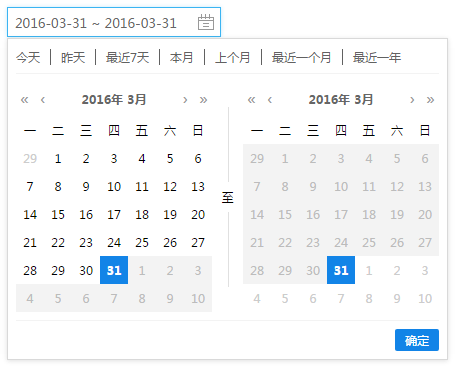 2016-03-31 ~ 2016-03-31
今天 昨天 最近7天 本月 上个月 最近一个月 最近一年
« ‹ 2016年 3月 › » « ‹ 2016年 3月 › »
一 二 三 四 五 六 日 一 二 三 四 五 六 日
29 1 2 3 4 5 6 29 1 2 3 4 5 6
7 8 9 10 11 12 13 7 8 9 10 11 12 13
至
14 15 16 17 18 19 20 14 15 16 17 18 19 20
21 22 23 24 25 26 27 21 22 23 24 25 26 27
28 29 30 31 1 2 3 28 29 30 31 1 2 3
4 5 6 7 8 9 10 4 5 6 7 8 9 10
确定